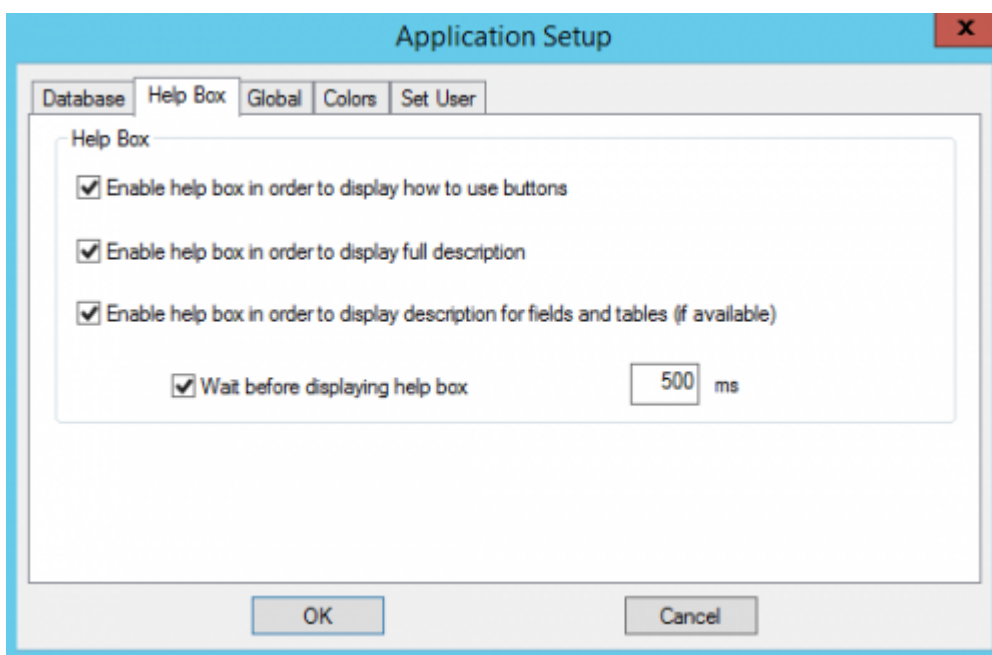 Application Setup
x
Database Help Box Global Colors Set User
Help Box
Enable help box in order to display how to use buttons
Enable help box in order to display full description
Enable help box in order to display description for fields and tables (if available)
Wait before displaying help box 500 ms
OK Cancel